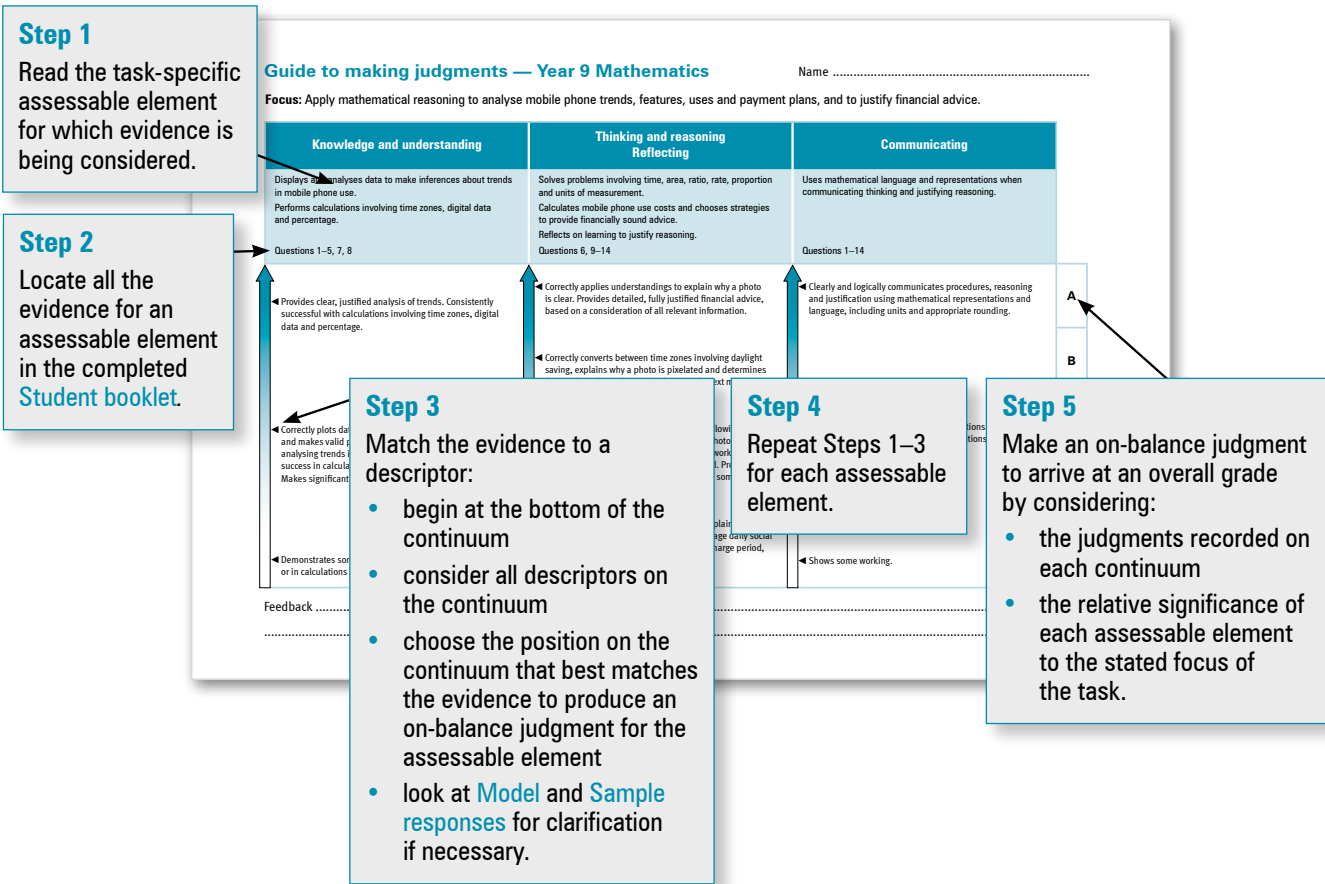 Step 1
Read the task-specific
assessable element
for which evidence is
being considered.
Step 2
Locate all the
evidence for an
assessable element
in the completed
Student booklet.
Guide to making judgments — Year 9 Mathematics
Name ..........................................................................
Focus: Apply mathematical reasoning to analyse mobile phone trends, features, uses and payment plans, and to justify financial advice.
Knowledge and understanding
Displays analyses data to make inferences about trends
in mobile phone use.
Performs calculations involving time zones, digital data
and percentage.
Questions 1–5, 7, 8
Thinking and reasoning
Reflecting
Solves problems involving time, area, ratio, rate, proportion
and units of measurement.
Calculates mobile phone use costs and chooses strategies
to provide financially sound advice.
Reflects on learning to justify reasoning.
Questions 6, 9–14
Communicating
Uses mathematical language and representations when
communicating thinking and justifying reasoning.
Questions 1–14
Provides clear, justified analysis of trends. Consistently
successful with calculations involving time zones, digital
data and percentage.
Correctly plots
and makes valid
analysing trends
success in
Makes significant
Demonstrates
or in calculations
Correctly applies understandings to explain why a photo
is clear. Provides detailed, fully justified financial advice,
based on a consideration of all relevant information.
Correctly converts between time zones involving daylight
saving, explains why a photo is pixelated and determines
daily social
period,
Clearly and logically communicates procedures, reasoning
and justification using mathematical representations and
language, including units and appropriate rounding.
Shows some working.
A
B
Feedback
Step 3
Match the evidence to a
descriptor:
• begin at the bottom of the
continuum
• consider all descriptors on
the continuum
• choose the position on the
continuum that best matches
the evidence to produce an
on-balance judgment for the
assessable element
• look at Model and Sample
responses for clarification
if necessary.
Step 4
Repeat Steps 1–3
for each assessable
element.
Step 5
Make an on-balance judgment
to arrive at an overall grade
by considering:
• the judgments recorded on
each continuum
• the relative significance of
each assessable element
to the stated focus of
the task.